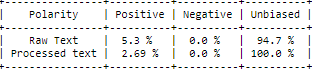 Polarity | Positive | Negative | Unbiased
Raw Text | 5.3 % | 0.0 % | 94.7 %
Processed text | 2.69 % | 0.0 % | 100.0 %